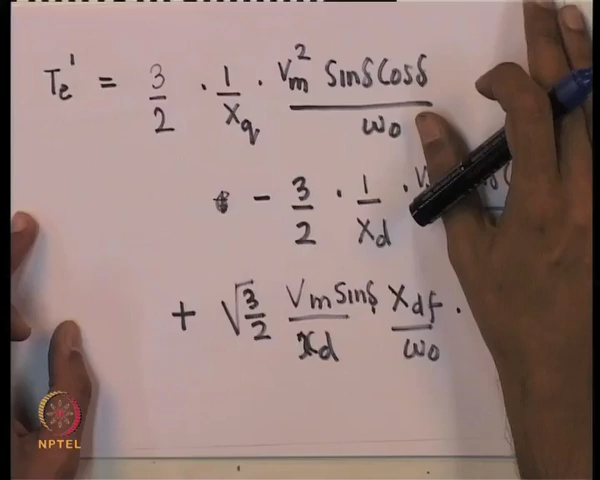 Te' = 3/2 · 1/Xq · Vm² Sinδ Cosδ / ω0
- 3/2 · 1/Xd ·
+ √3/2 Vm Sinδ / Xd Xdf / ω0 ·
NPTEL